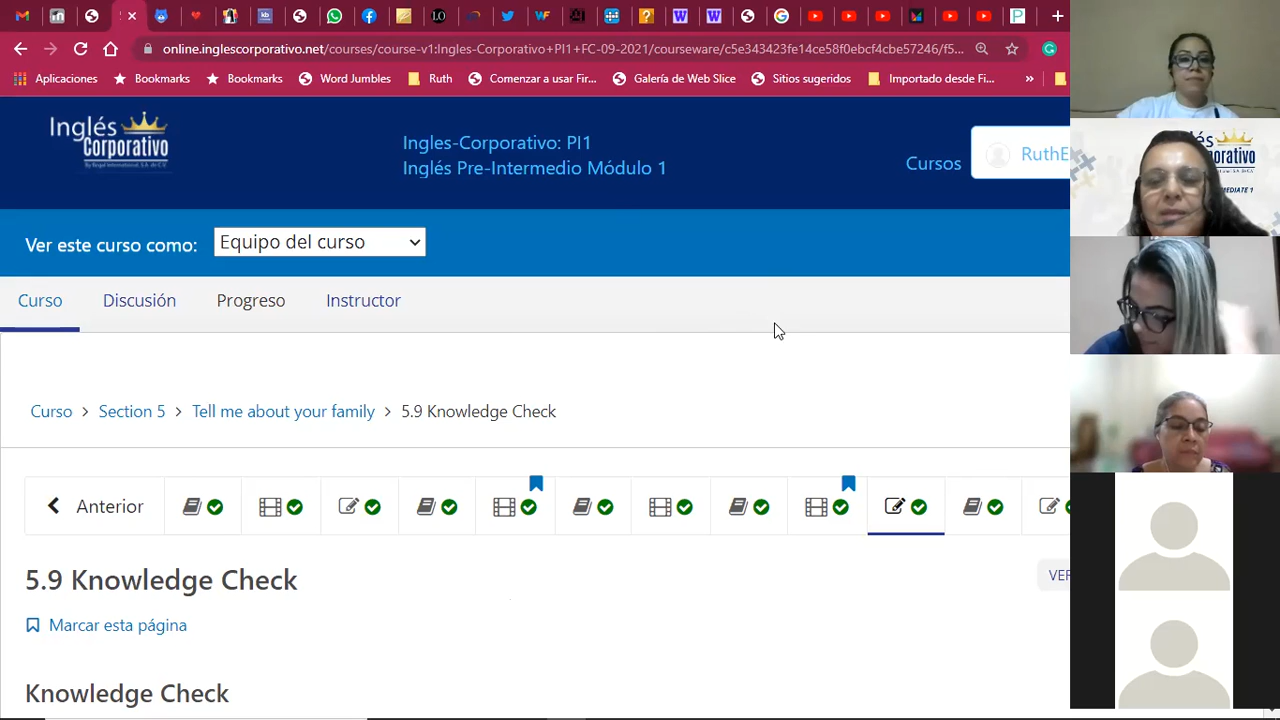 online.inglescorporativo.net/courses/course-v1:Ingles-Corporativo+PI1+FC-09-2021/courseware/c5e343423fe14ce58f0ebcf4cbe57246/f5...
Aplicaciones Bookmarks Bookmarks Word Jumbles Ruth Comenzar a usar Fir... Galería de Web Slice Sitios sugeridos Importado desde Fi... »
Inglés
Corporativo
Ingles-Corporativo: PI1
Inglés Pre-Intermedio Módulo 1
Cursos
RuthE
Ver este curso como: Equipo del curso
Curso Discusión Progreso Instructor
Curso > Section 5 > Tell me about your family > 5.9 Knowledge Check
Anterior
5.9 Knowledge Check
VER
Marcar esta página
Knowledge Check